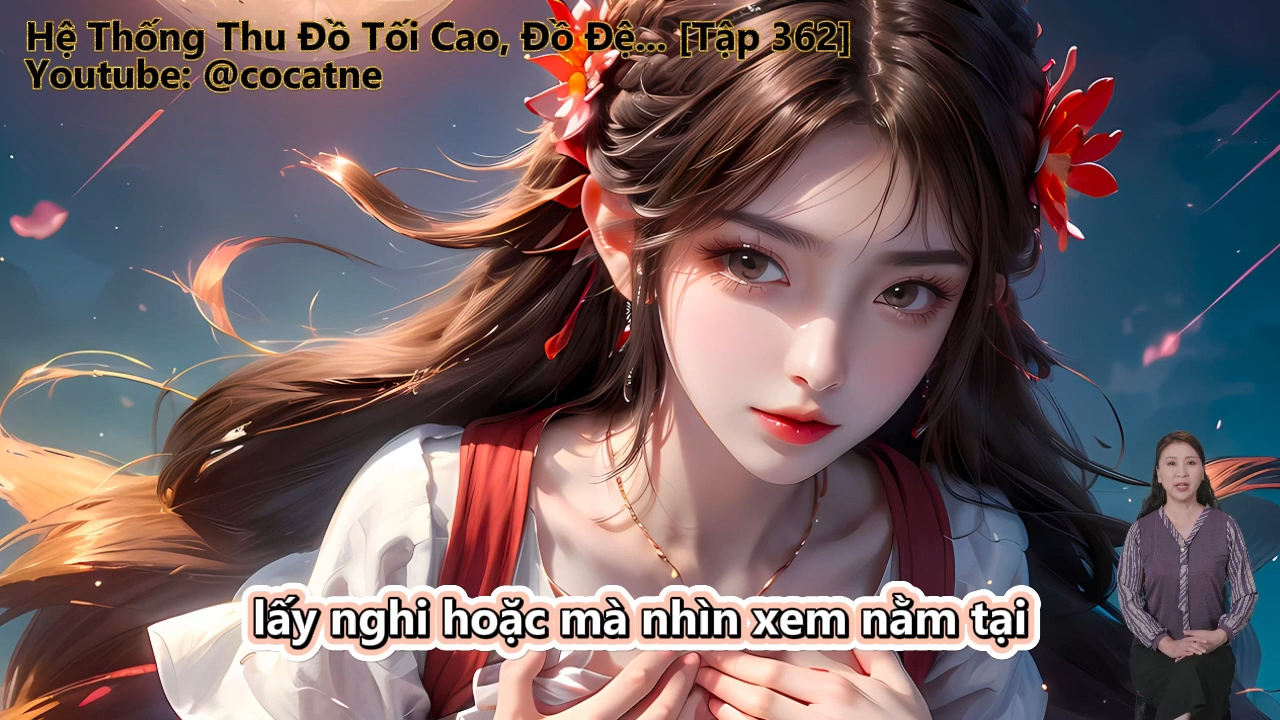 Hệ Thống Thu Đồ Tối Cao, Đồ Đệ... [Tập 362]
Youtube: @cocatne
lấy nghi hoặc mà nhìn xem nằm tại